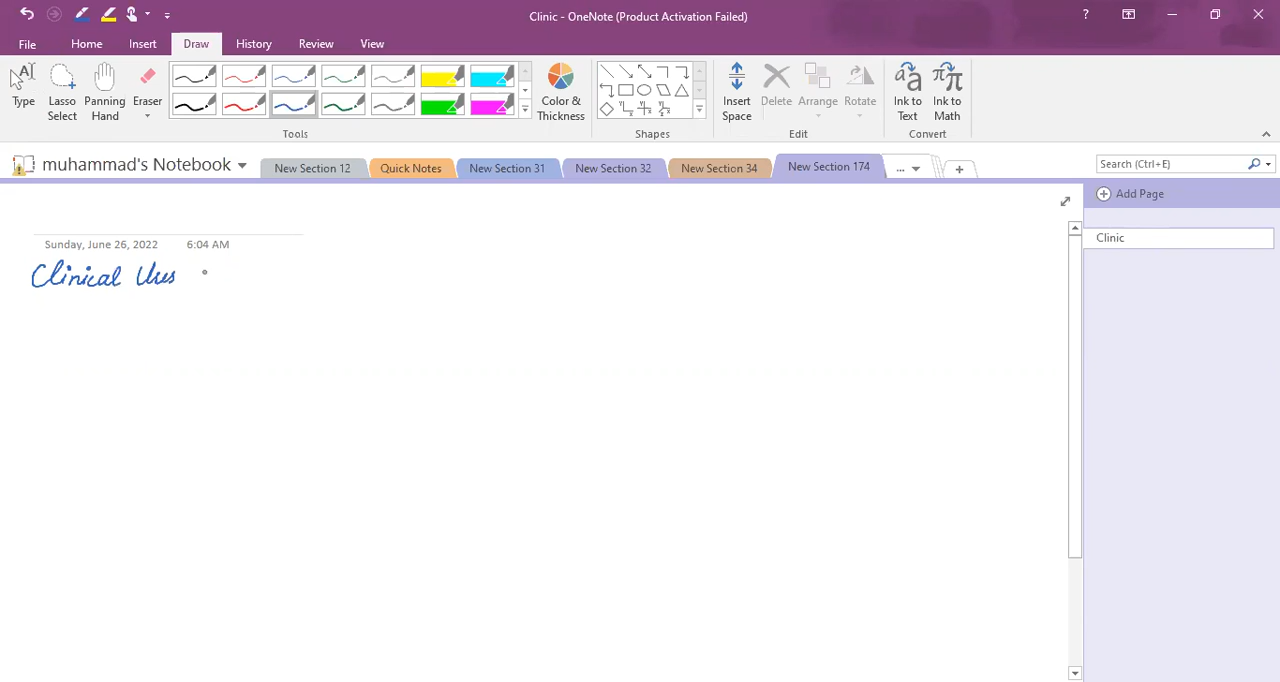 Clinic - OneNote (Product Activation Failed)
?
File Home Insert Draw History Review View
Type
Lasso Select
Panning Hand
Eraser
Color & Thickness
Insert Space
Delete
Arrange
Rotate
Ink to Text
Ink to Math
Tools Shapes Edit Convert
muhammad's Notebook New Section 12 Quick Notes New Section 31 New Section 32 New Section 34 New Section 174 ... Search (Ctrl+E)
Add Page
Clinic
Sunday, June 26, 2022 6:04 AM
Clinical Uses